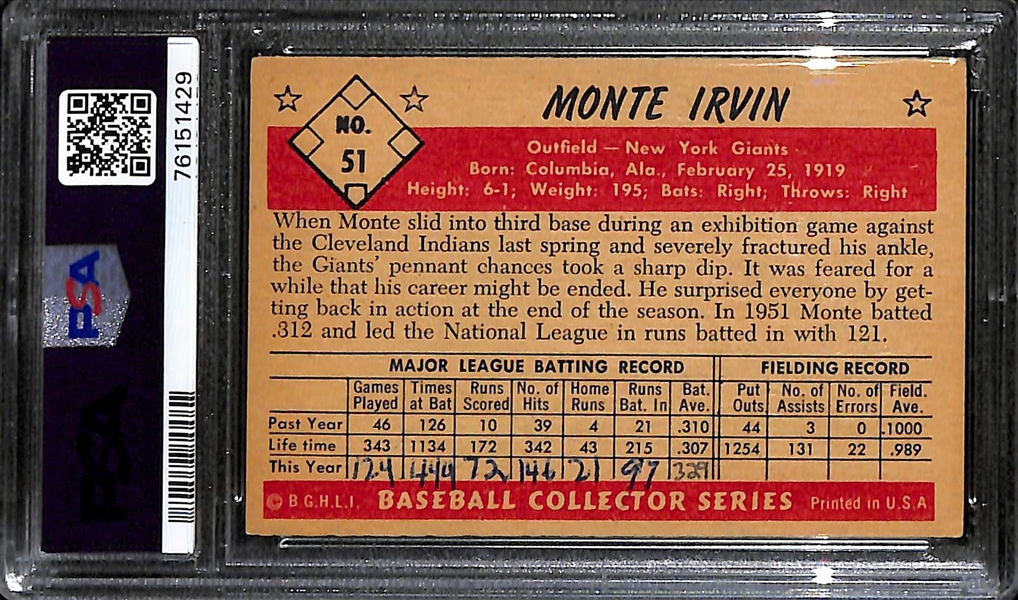 76151429
PSA
PSA
NO.
51
MONTE IRVIN
Outfield — New York Giants
Born: Columbia, Ala., February 25, 1919
Height: 6-1; Weight: 195; Bats: Right; Throws: Right
When Monte slid into third base during an exhibition game against
the Cleveland Indians last spring and severely fractured his ankle,
the Giants' pennant chances took a sharp dip. It was feared for a
while that his career might be ended. He surprised everyone by get-
ting back in action at the end of the season. In 1951 Monte batted
.312 and led the National League in runs batted in with 121.
MAJOR LEAGUE BATTING RECORD FIELDING RECORD
Games Times Runs No. of Home Runs Bat. Put No. of No. of Field.
Played at Bat Scored Hits Runs Bat. In Ave. Outs Assists Errors Ave.
Past Year 46 126 10 39 4 21 .310 44 3 0 .1000
Life time 343 1134 172 342 43 215 .307 1254 131 22 .989
This Year 124 444 72 146 21 97 329
© B.G.H.L.I. BASEBALL COLLECTOR SERIES Printed in U.S.A